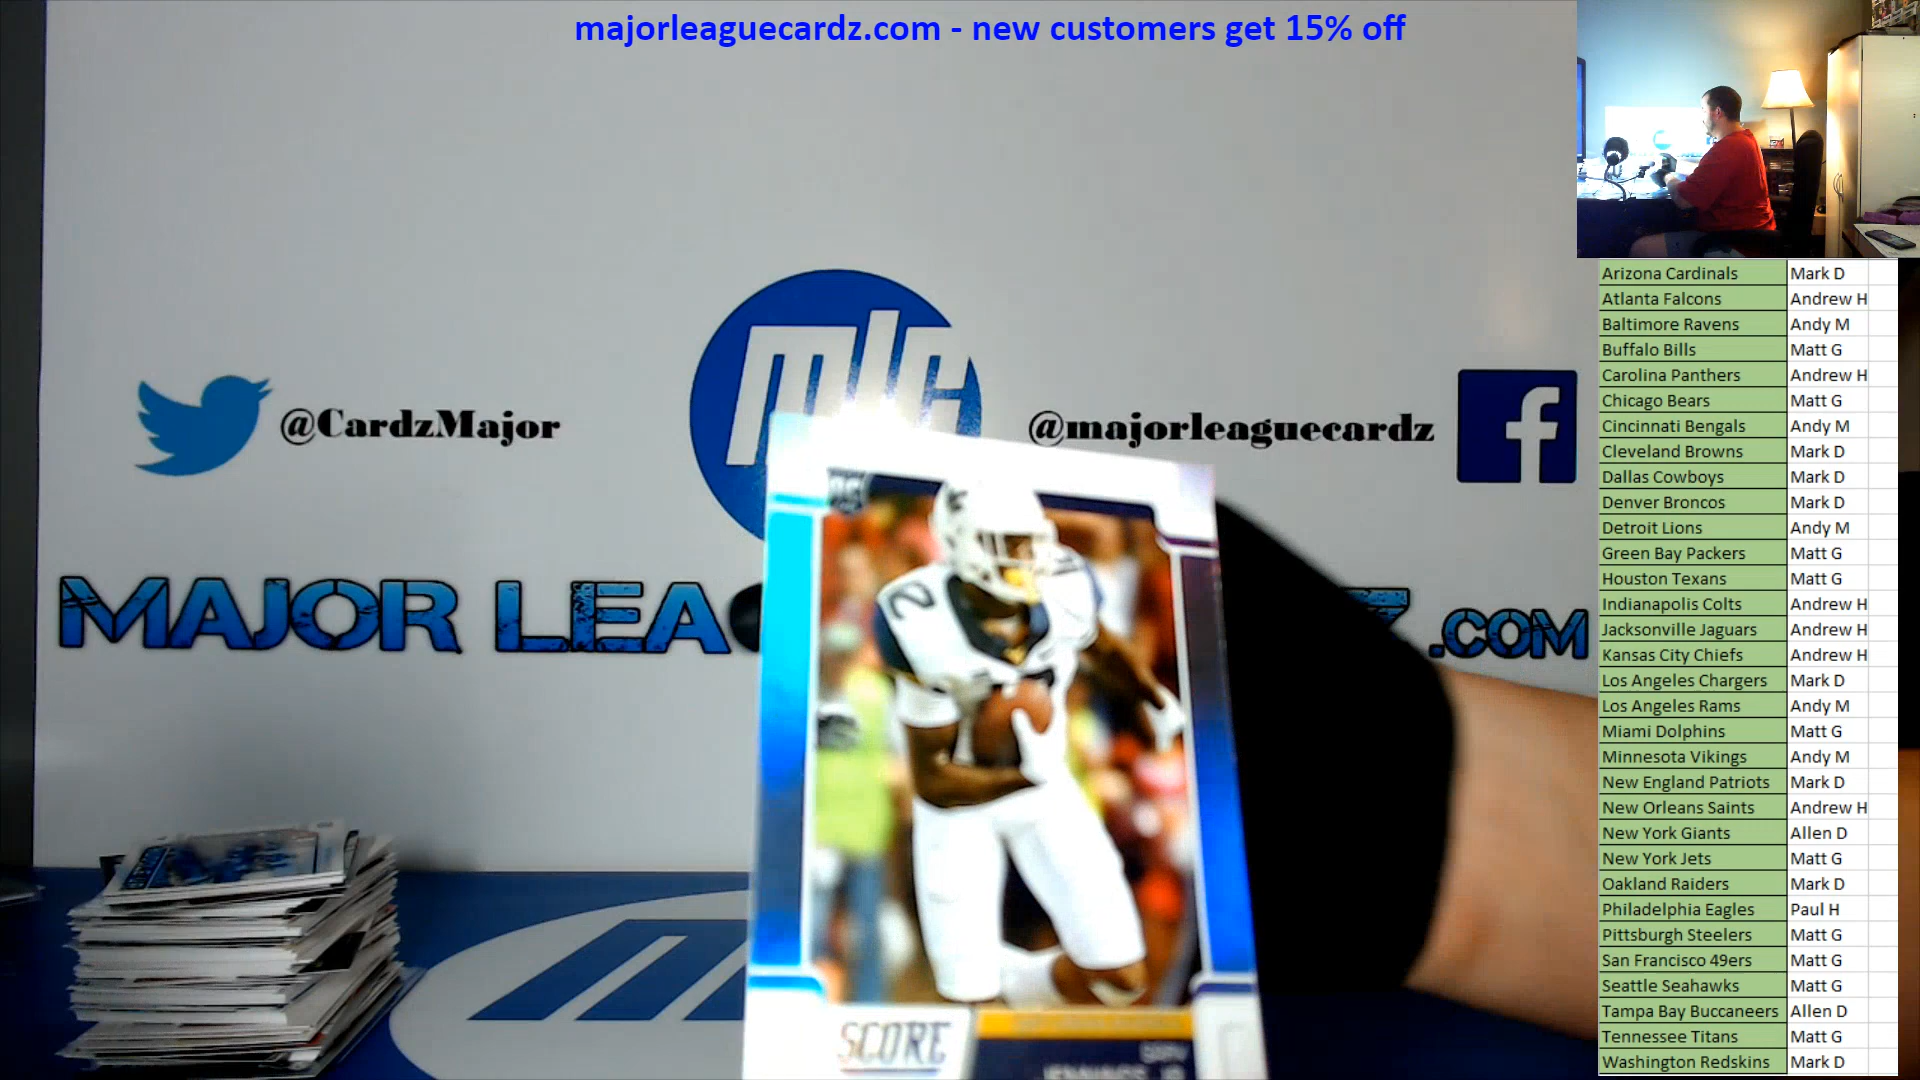 majorleaguecardz.com - new customers get 15% off
mlc
@CardzMajor
@majorleaguecardz
f
MAJOR LEA
.COM
RC
2
SCORE
JENNINGS JR
Arizona Cardinals Mark D
Atlanta Falcons Andrew H
Baltimore Ravens Andy M
Buffalo Bills Matt G
Carolina Panthers Andrew H
Chicago Bears Matt G
Cincinnati Bengals Andy M
Cleveland Browns Mark D
Dallas Cowboys Mark D
Denver Broncos Mark D
Detroit Lions Andy M
Green Bay Packers Matt G
Houston Texans Matt G
Indianapolis Colts Andrew H
Jacksonville Jaguars Andrew H
Kansas City Chiefs Andrew H
Los Angeles Chargers Mark D
Los Angeles Rams Andy M
Miami Dolphins Matt G
Minnesota Vikings Andy M
New England Patriots Mark D
New Orleans Saints Andrew H
New York Giants Allen D
New York Jets Matt G
Oakland Raiders Mark D
Philadelphia Eagles Paul H
Pittsburgh Steelers Matt G
San Francisco 49ers Matt G
Seattle Seahawks Matt G
Tampa Bay Buccaneers Allen D
Tennessee Titans Matt G
Washington Redskins Mark D